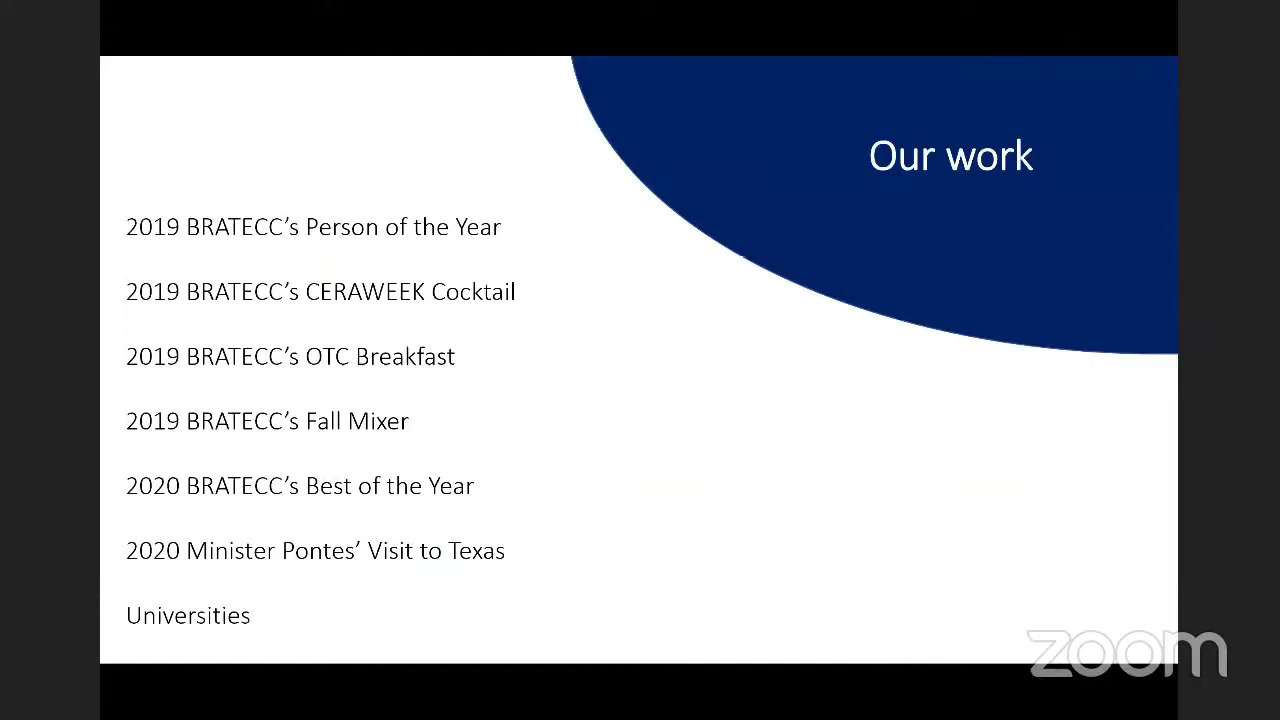 Our work
2019 BRATECC’s Person of the Year
2019 BRATECC’s CERAWEEK Cocktail
2019 BRATECC’s OTC Breakfast
2019 BRATECC’s Fall Mixer
2020 BRATECC’s Best of the Year
2020 Minister Pontes’ Visit to Texas
Universities
zoom